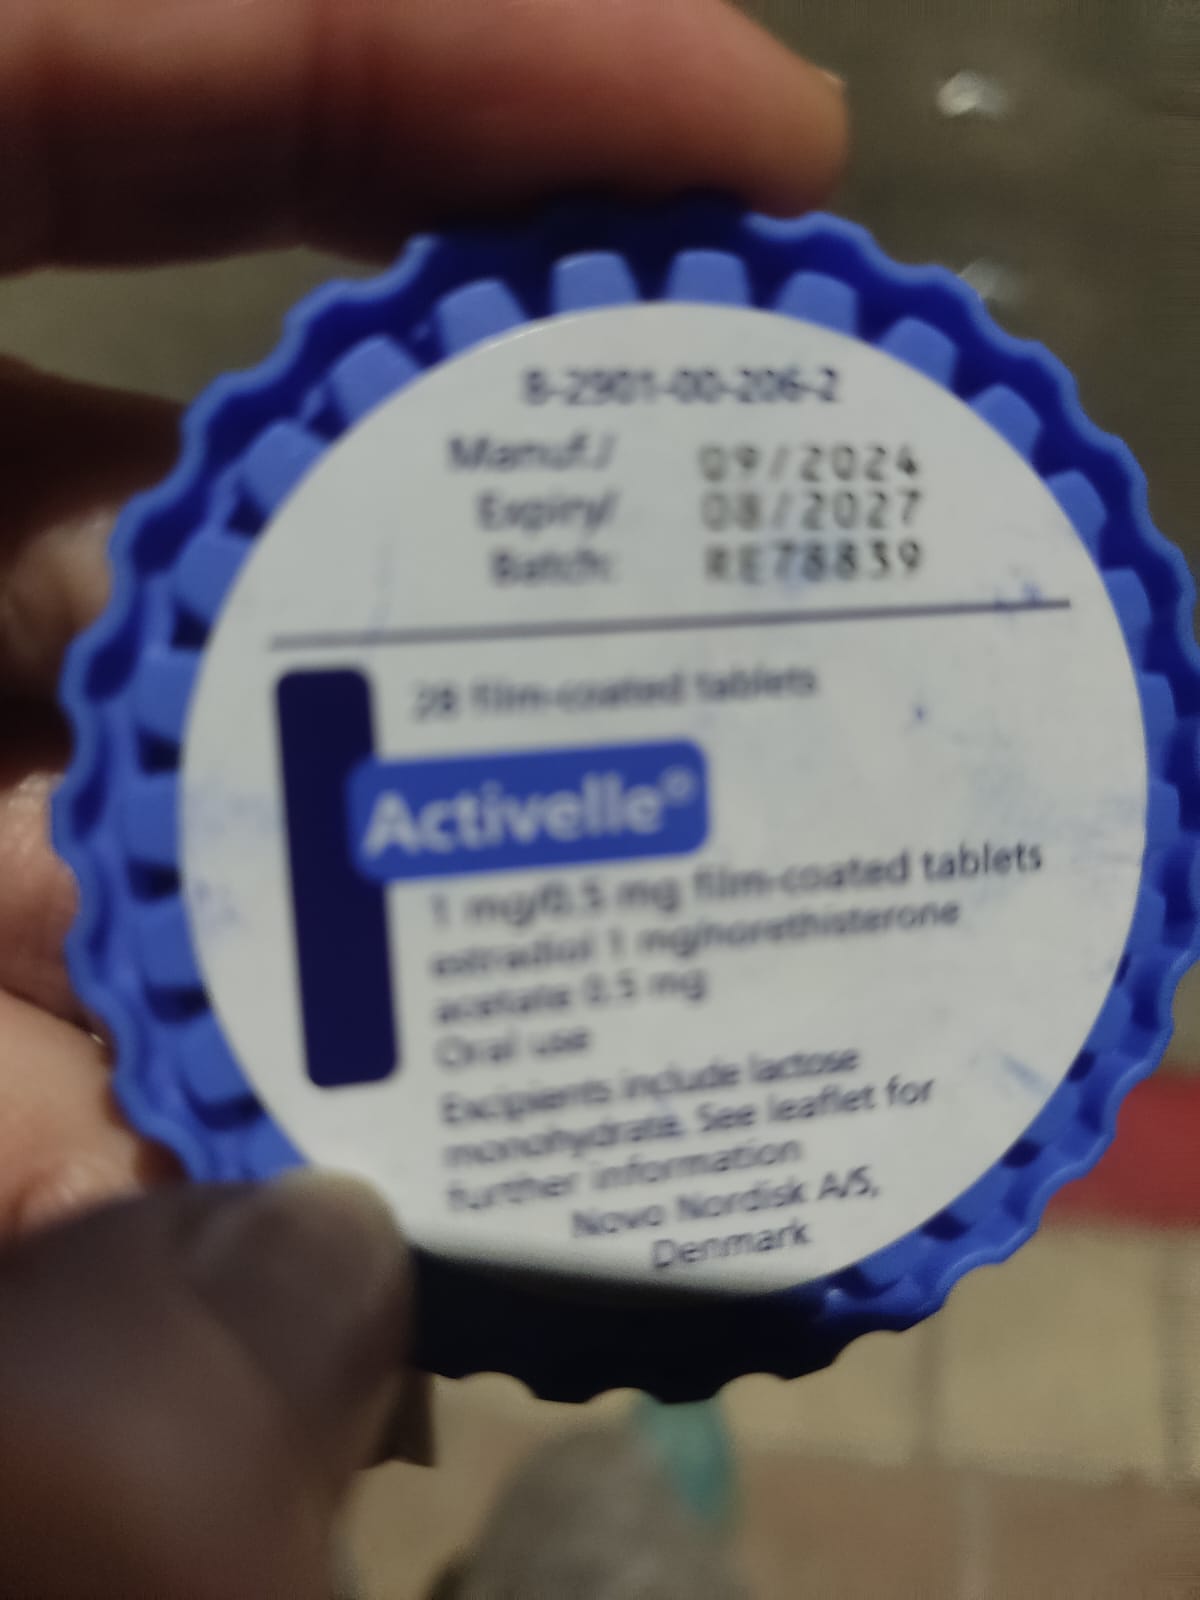 8-2901-00-206-2
Manuf./ 09/2024
Expiry/ 08/2027
Batch: RE78839
28 film-coated tablets
Activelle®
1 mg/0.5 mg film-coated tablets
estradiol 1 mg/norethisterone
acetate 0.5 mg
Oral use
Excipients include lactose
monohydrate. See leaflet for
further information
Novo Nordisk A/S,
Denmark